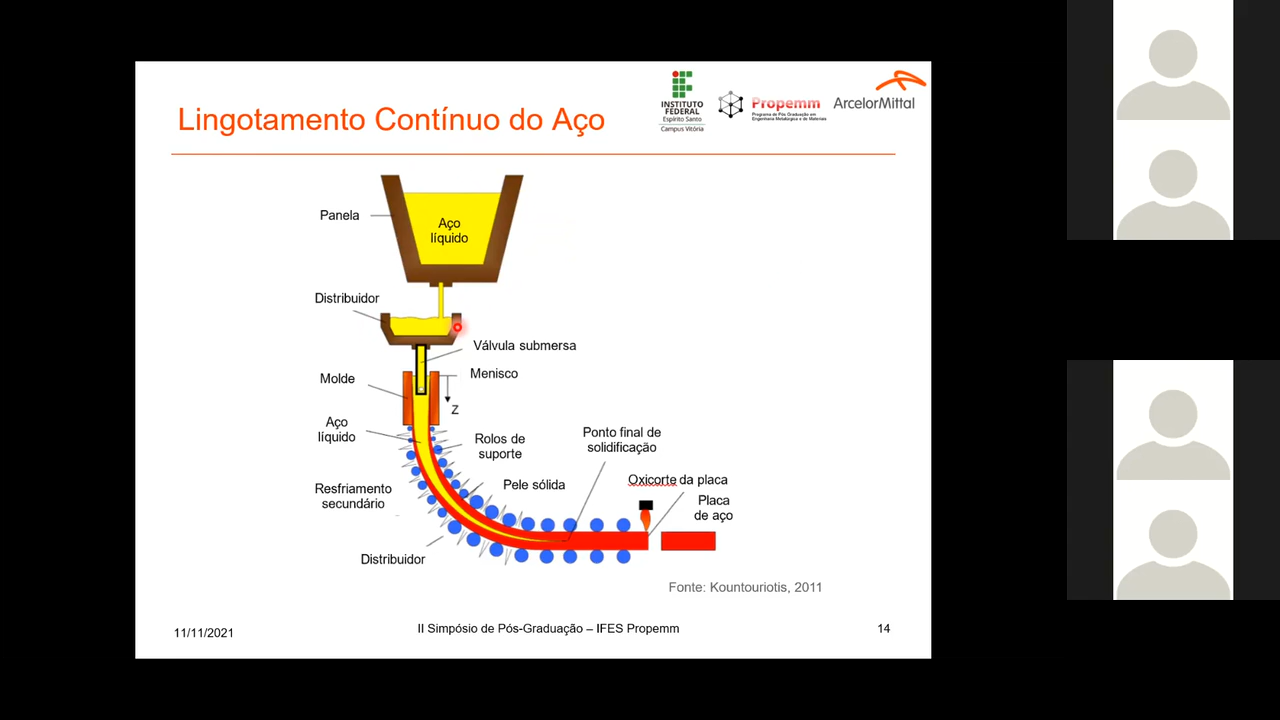 INSTITUTO
FEDERAL
Espírito Santo
Campus Vitória
Propemm
Programa de Pós Graduação em
Engenharia Metalúrgica e de Materiais
ArcelorMittal
Lingotamento Contínuo do Aço
Panela
Aço
líquido
Distribuidor
Válvula submersa
Molde
Menisco
Z
Aço
líquido
Rolos de
suporte
Ponto final de
solidificação
Resfriamento
secundário
Pele sólida
Oxicorte da placa
Placa
de aço
Distribuidor
Fonte: Kountouriotis, 2011
11/11/2021
II Simpósio de Pós-Graduação – IFES Propemm
14